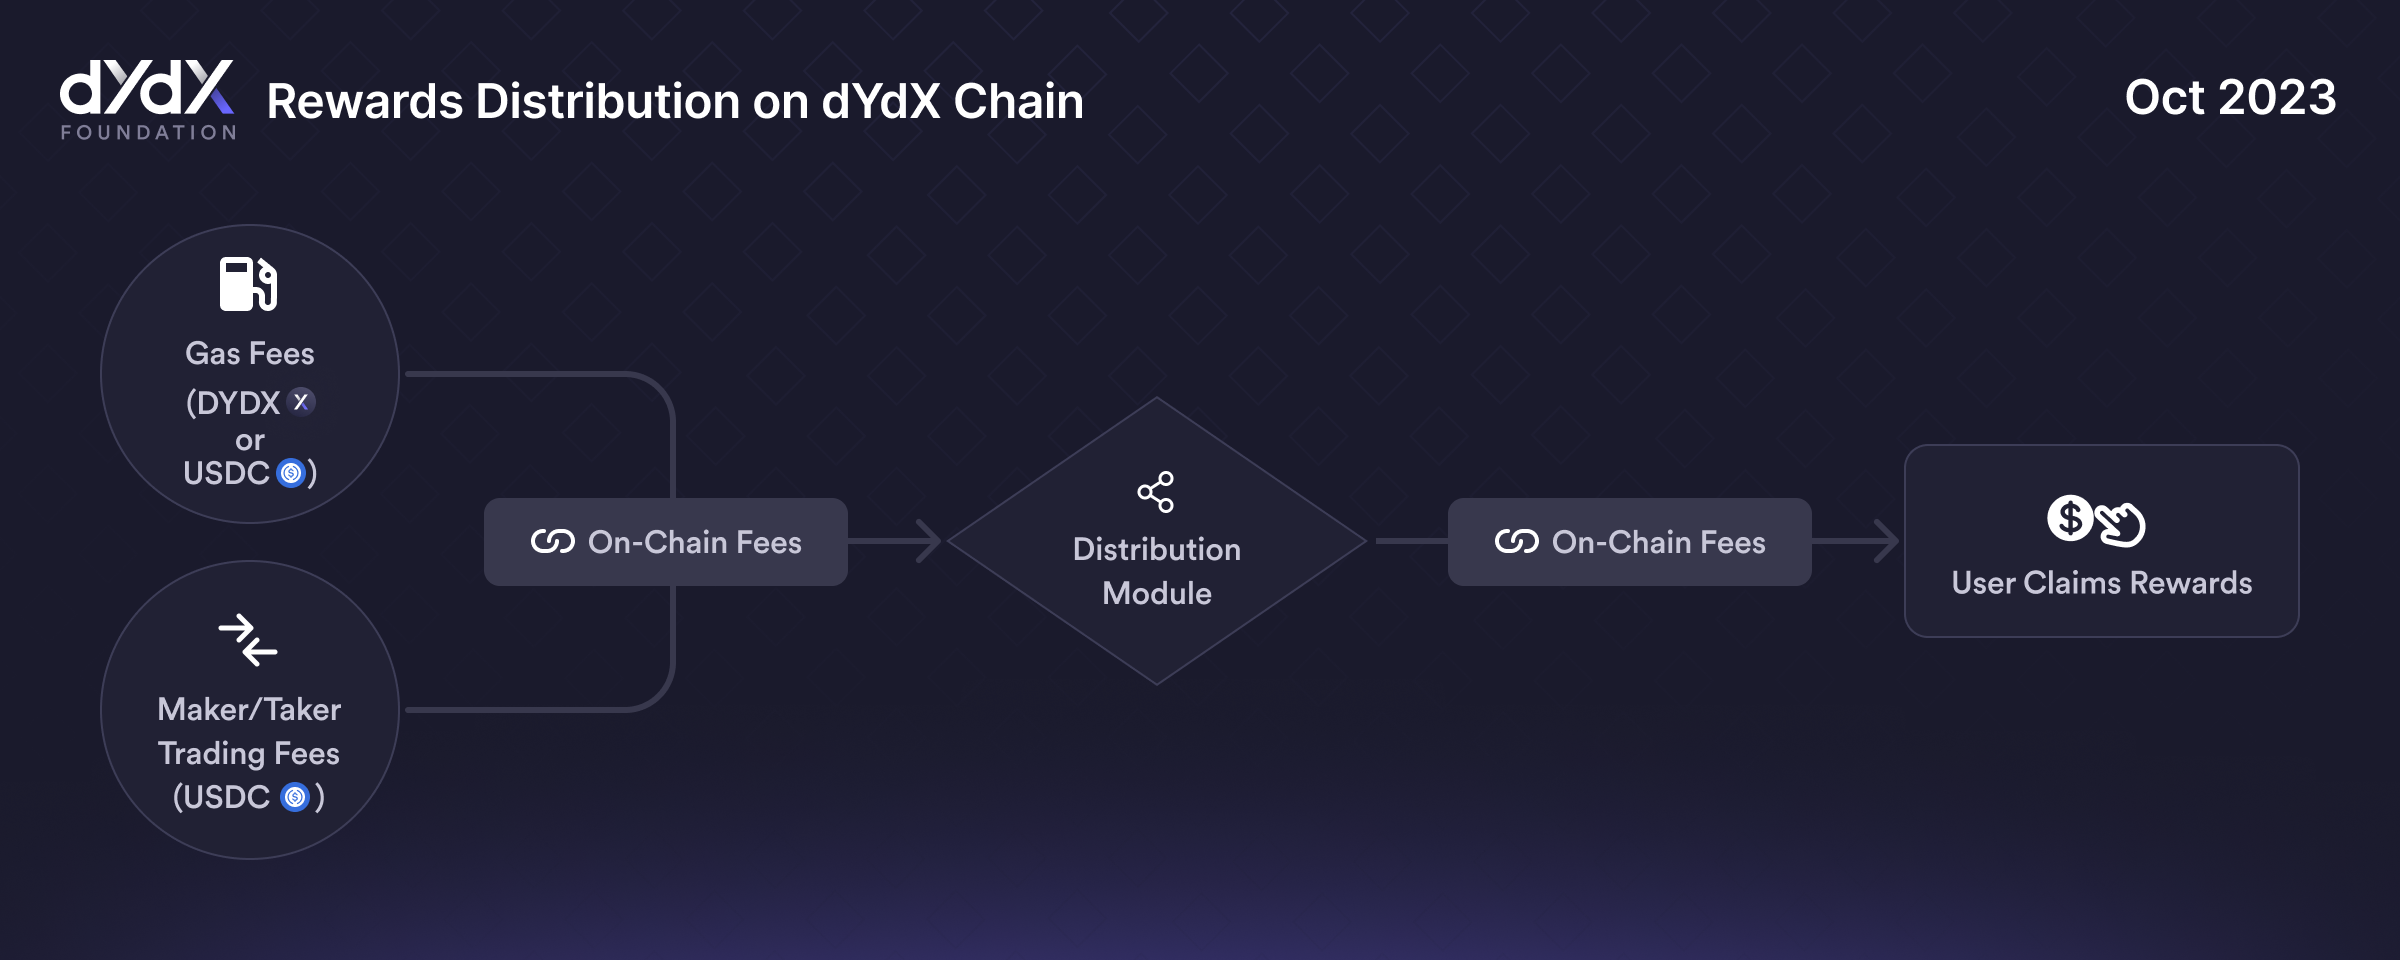 dYdX
FOUNDATION
Rewards Distribution on dYdX Chain
Oct 2023
Gas Fees
(DYDX
or
USDC )
Maker/Taker
Trading Fees
(USDC )
On-Chain Fees
Distribution
Module
On-Chain Fees
User Claims Rewards